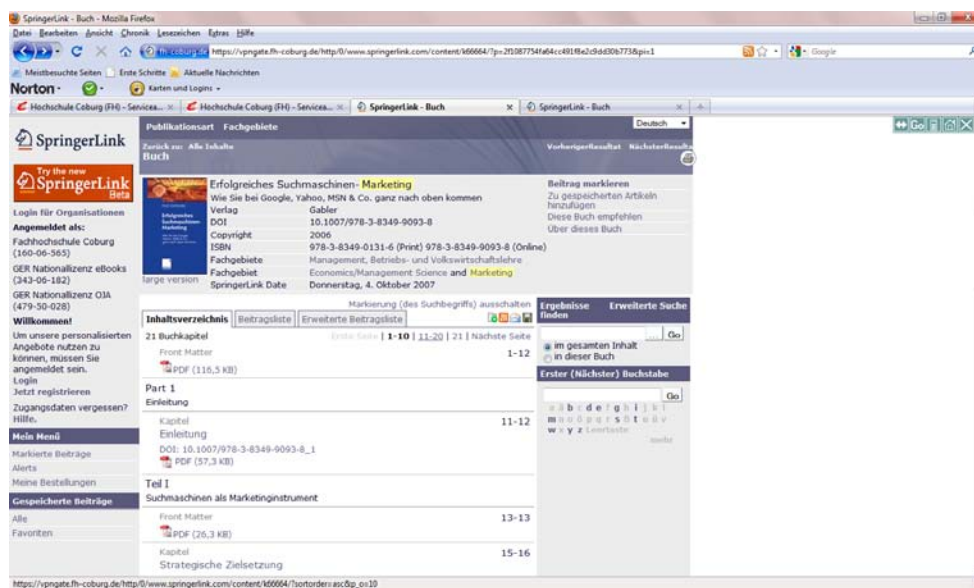 SpringerLink - Buch - Mozilla Firefox
Datei Bearbeiten Ansicht Chronik Lesezeichen Extras Hilfe
fh-coburg.de https://vpngate.fh-coburg.de/http/0/www.springerlink.com/content/k66664/?p=2f1087754fa64cc491f8e2c9dd30b773&pi=1
Google
Meistbesuchte Seiten Erste Schritte Aktuelle Nachrichten
Norton Karten und Logins
Hochschule Coburg (FH) - Servicea...
Hochschule Coburg (FH) - Servicea...
SpringerLink - Buch
SpringerLink - Buch
SpringerLink
Try the new
SpringerLink
Beta
Login für Organisationen
Angemeldet als:
Fachhochschule Coburg
(160-06-565)
GER Nationallizenz eBooks
(343-06-182)
GER Nationallizenz OJA
(479-50-028)
Willkommen!
Um unsere personalisierten
Angebote nutzen zu
können, müssen Sie
angemeldet sein.
Login
Jetzt registrieren
Zugangsdaten vergessen?
Hilfe.
Mein Menü
Markierte Beiträge
Alerts
Meine Bestellungen
Gespeicherte Beiträge
Alle
Favoriten
Publikationsart Fachgebiete
Deutsch
Go
Zurück zu: Alle Inhalte
Buch
VorherigerResultat NächsterResulta
Erfolgreiches Suchmaschinen-Marketing
Wie Sie bei Google, Yahoo, MSN & Co. ganz nach oben kommen
Verlag Gabler
DOI 10.1007/978-3-8349-9093-8
Copyright 2006
ISBN 978-3-8349-0131-6 (Print) 978-3-8349-9093-8 (Online)
Fachgebiete Management, Betriebs- und Volkswirtschaftslehre
Fachgebiet Economics/Management Science and Marketing
SpringerLink Date Donnerstag, 4. Oktober 2007
Erfolgreiches
Suchmaschinen-
Marketing
large version
Beitrag markieren
Zu gespeicherten Artikeln
hinzufügen
Diese Buch empfehlen
Über dieses Buch
Markierung (des Suchbegriffs) ausschalten
Inhaltsverzeichnis Beitragsliste Erweiterte Beitragsliste
21 Buchkapitel Erste Seite | 1-10 | 11-20 | 21 | Nächste Seite
Front Matter 1-12
PDF (116,5 KB)
Part 1
Einleitung
Kapitel 11-12
Einleitung
DOI: 10.1007/978-3-8349-9093-8_1
PDF (57,3 KB)
Teil I
Suchmaschinen als Marketinginstrument
Front Matter 13-13
PDF (26,3 KB)
Kapitel 15-16
Strategische Zielsetzung
Ergebnisse finden Erweiterte Suche
Go
im gesamten Inhalt
in dieser Buch
Erster (Nächster) Buchstabe
Go
w x y z Leertaste
mehr
https://vpngate.fh-coburg.de/http/0/www.springerlink.com/content/k66664/?sortorder=asc&p_o=10